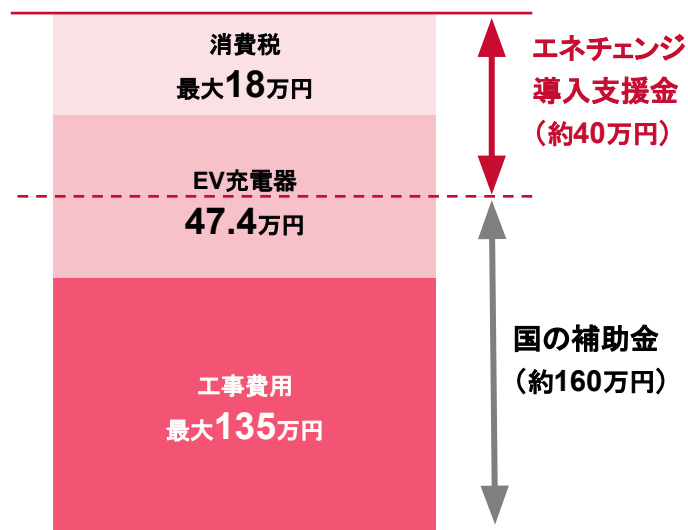 消費税
最大18万円
EV充電器
47.4万円
工事費用
最大135万円
エネチェンジ
導入支援金
（約40万円）
国の補助金
（約160万円）